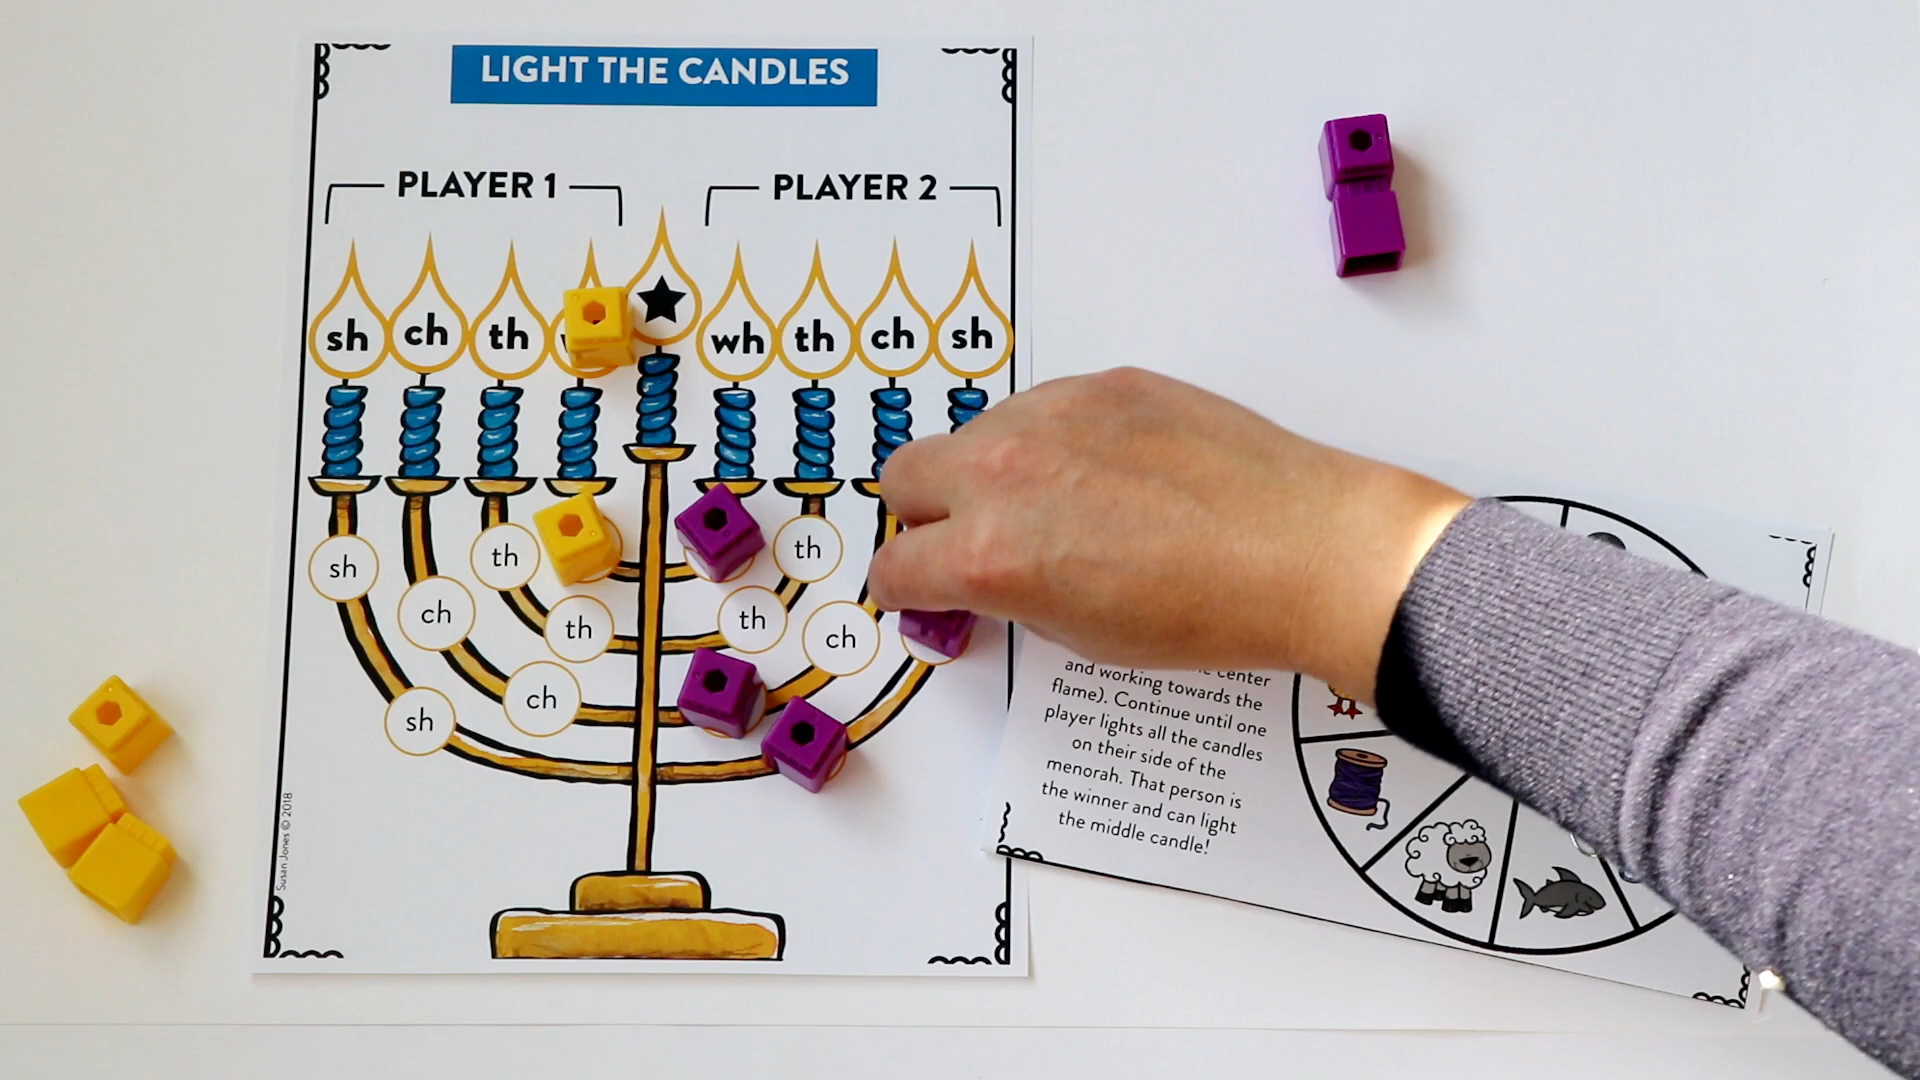 LIGHT THE CANDLES
PLAYER 1
PLAYER 2
sh ch th wh th ch sh
th
th
sh
ch
th
th
ch
ch
sh
center
and working towards the
flame). Continue until one
player lights all the candles
on their side of the
menorah. That person is
the winner and can light
the middle candle!
Susan Jones © 2018